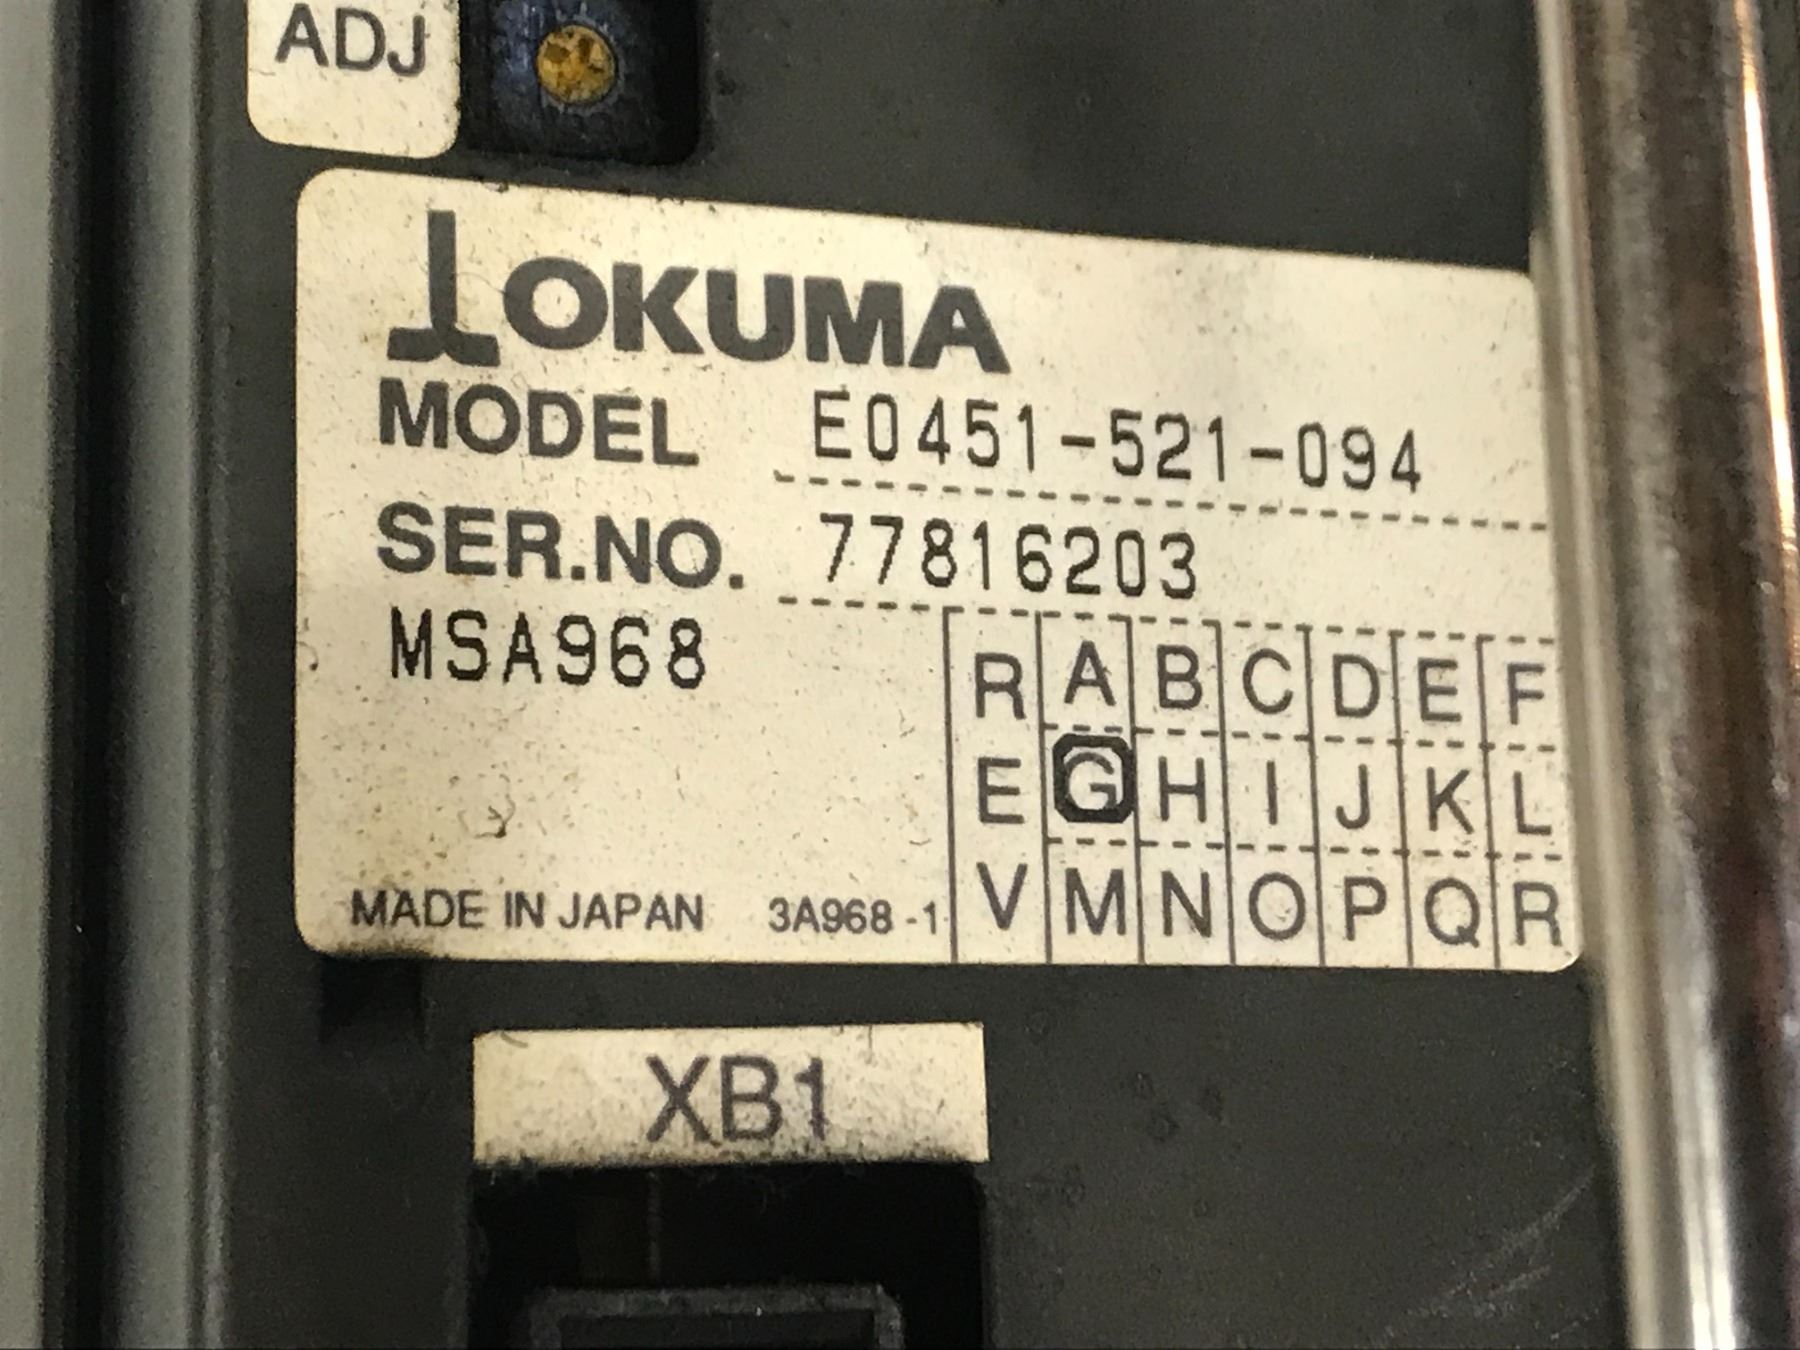 ADJ
OKUMA
MODEL E0451-521-094
SER.NO. 77816203
MSA968
R A B C D E F
E G H I J K L
V M N O P Q R
MADE IN JAPAN 3A968-1
XB1